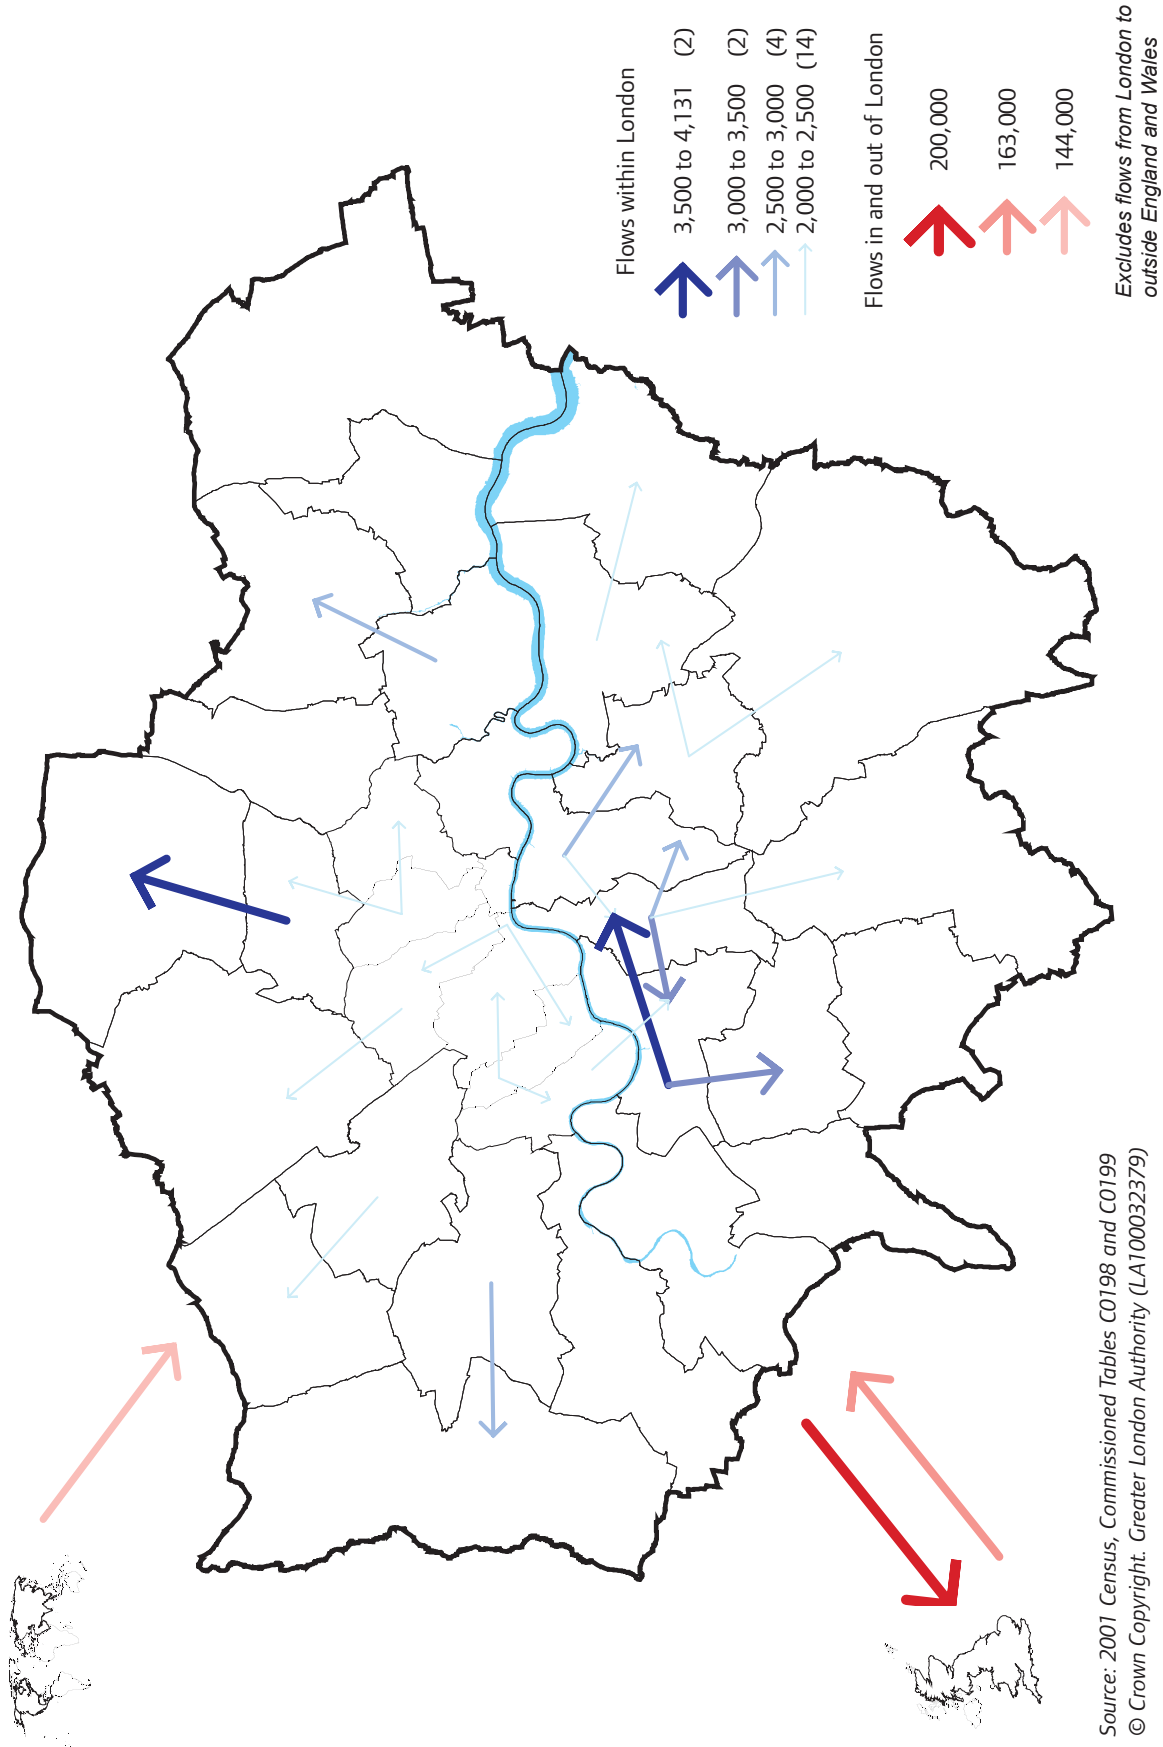 Flows within London
3,500 to 4,131 (2)
3,000 to 3,500 (2)
2,500 to 3,000 (4)
2,000 to 2,500 (14)
Flows in and out of London
200,000
163,000
144,000
Excludes flows from London to
outside England and Wales
Source: 2001 Census, Commissioned Tables C0198 and C0199
© Crown Copyright. Greater London Authority (LA100032379)